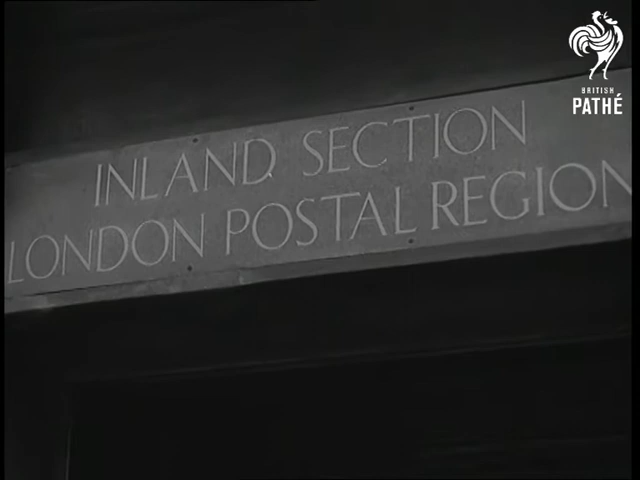 BRITISH
PATHÉ
INLAND SECTION
LONDON POSTAL REGION